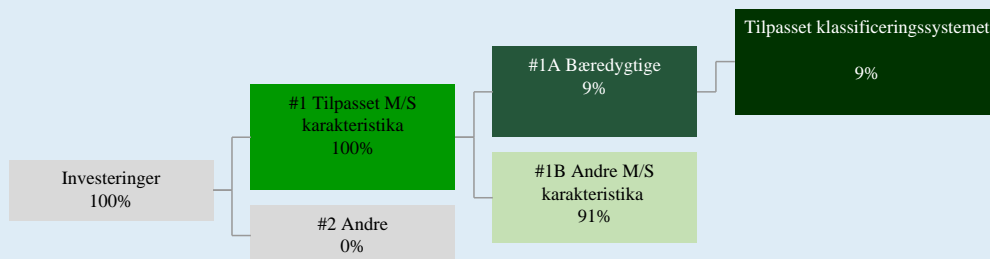 Investeringer
100%
#1 Tilpasset M/S
karakteristika
100%
#2 Andre
0%
#1A Bæredygtige
9%
#1B Andre M/S
karakteristika
91%
Tilpasset klassificeringssystemet
9%